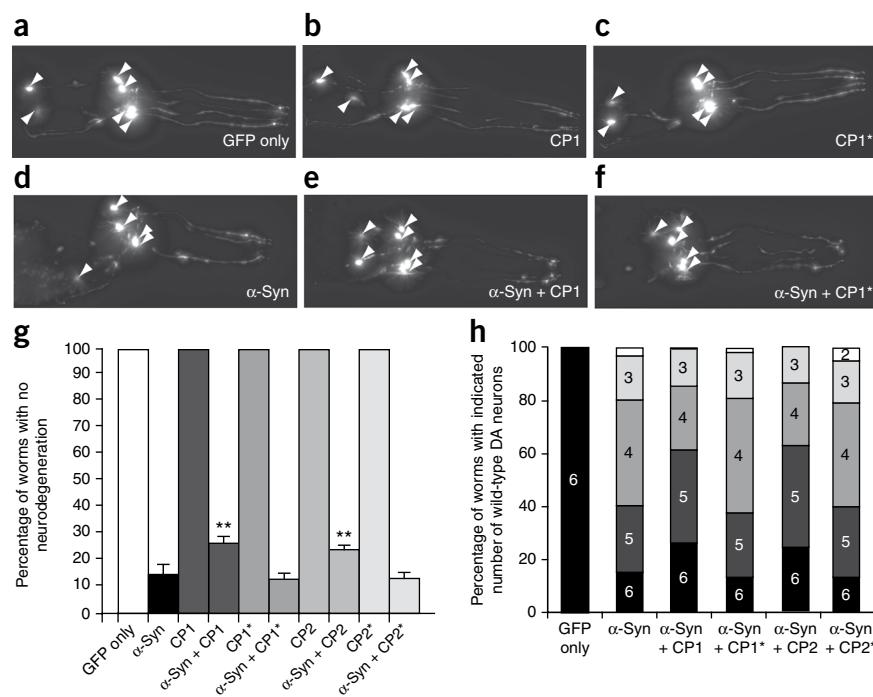 a
b
c
GFP only
CP1
CP1*
d
e
f
α-Syn
α-Syn + CP1
α-Syn + CP1*
g
Percentage of worms with no
neurodegeneration
100
90
80
70
60
50
40
30
20
10
0
**
**
GFP only
α-Syn
CP1
α-Syn + CP1
CP1*
α-Syn + CP1*
CP2
α-Syn + CP2
CP2*
α-Syn + CP2*
h
Percentage of worms with indicated
number of wild-type DA neurons
100
80
60
40
20
0
6
3
4
5
6
3
4
5
6
3
4
5
6
3
4
5
6
2
3
4
5
6
GFP
only
α-Syn
α-Syn
+ CP1
α-Syn
+ CP1*
α-Syn
+ CP2
α-Syn
+ CP2*